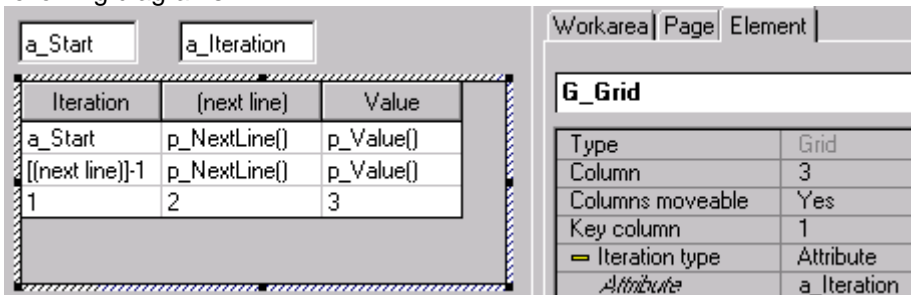 a_Start a_Iteration
Iteration (next line) Value
a_Start p_NextLine() p_Value()
[(next line)]-1 p_NextLine() p_Value()
1 2 3
Workarea Page Element
G_Grid
Type Grid
Column 3
Columns moveable Yes
Key column 1
Iteration type Attribute
Attribute a_Iteration